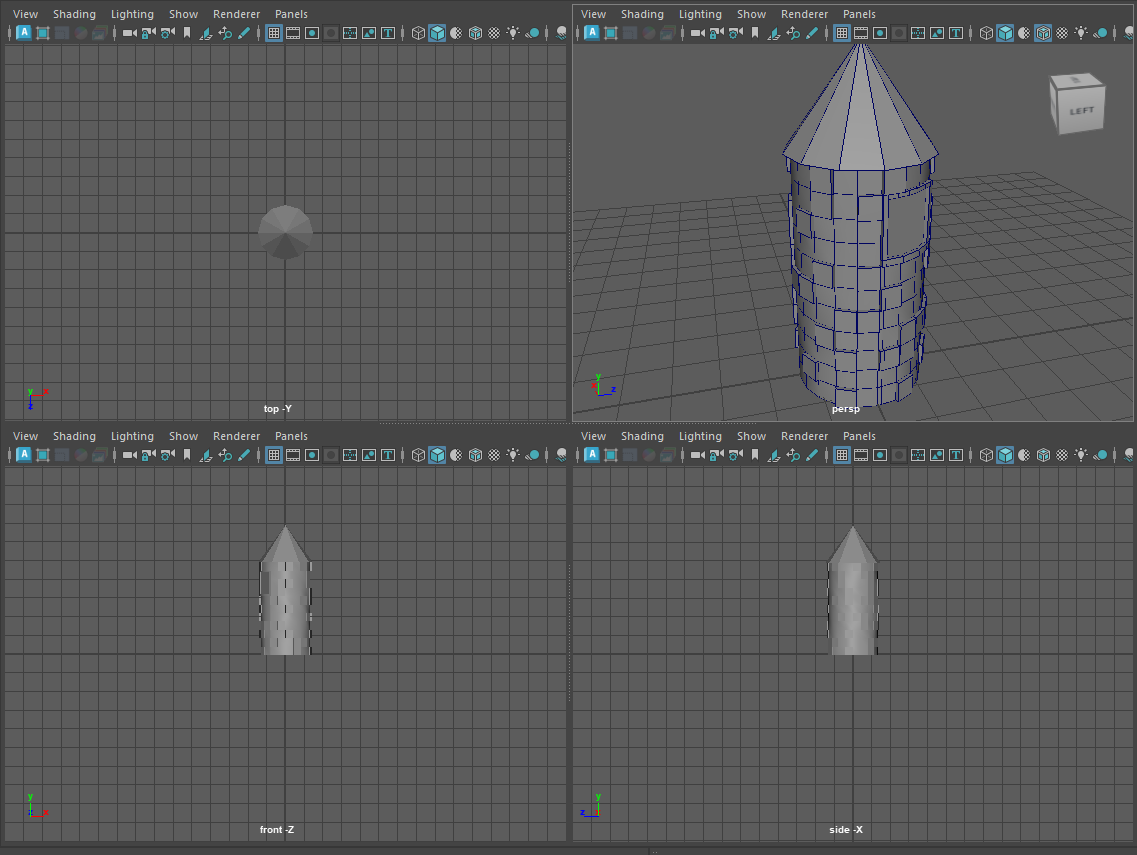 View Shading Lighting Show Renderer Panels
A T
y x
z
top -Y
View Shading Lighting Show Renderer Panels
A T
LEFT
y
z
persp
View Shading Lighting Show Renderer Panels
A T
y
x
front -Z
View Shading Lighting Show Renderer Panels
A T
y
z
side -X